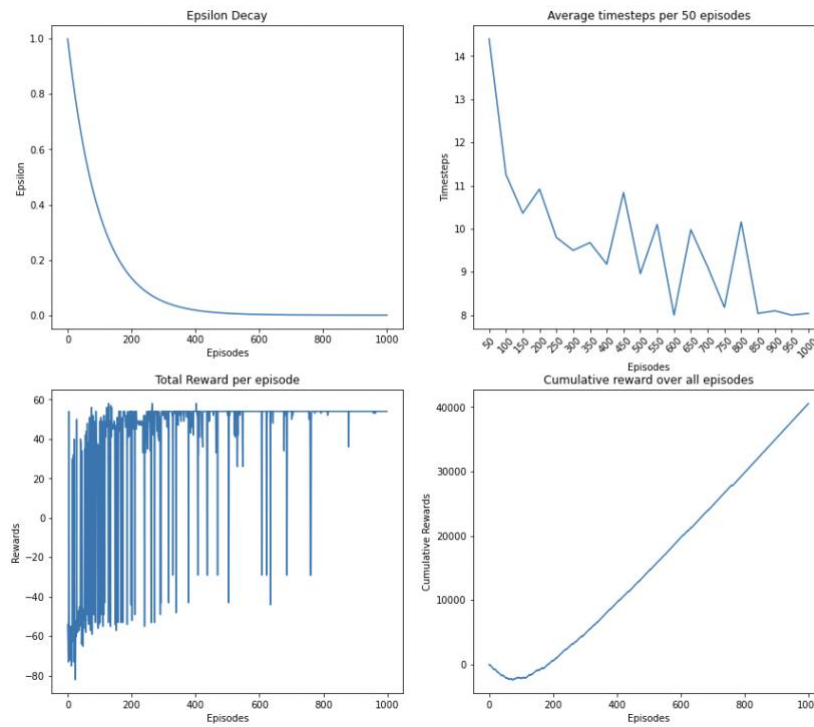 Epsilon Decay
1.0
0.8
0.6
0.4
0.2
0.0
Epsilon
0 200 400 600 800 1000
Episodes
Average timesteps per 50 episodes
14
13
12
11
10
9
8
Timesteps
50 100 150 200 250 300 350 400 450 500 550 600 650 700 750 800 850 900 950 1000
Episodes
Total Reward per episode
60
40
20
0
−20
−40
−60
−80
Rewards
0 200 400 600 800 1000
Episodes
Cumulative reward over all episodes
40000
30000
20000
10000
0
Cumulative Rewards
0 200 400 600 800 1000
Episodes